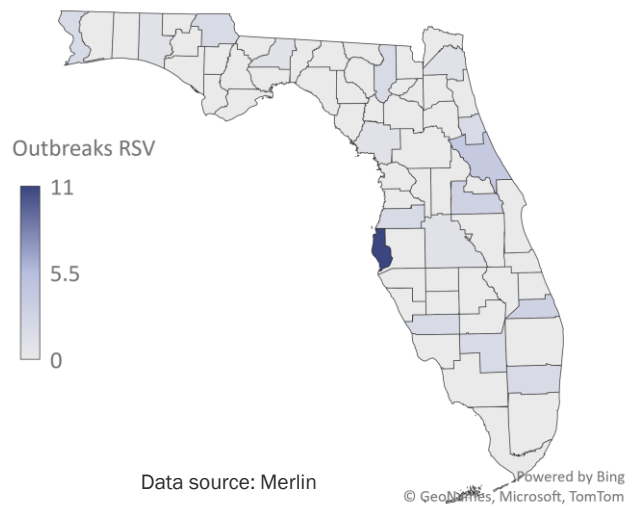 Outbreaks RSV
11
5.5
0
Data source: Merlin
Powered by Bing
© GeoNames, Microsoft, TomTom